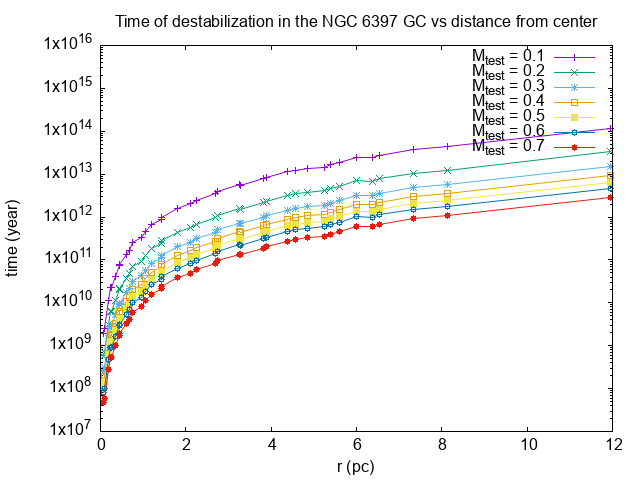 Time of destabilization in the NGC 6397 GC vs distance from center
1x10^16
1x10^15
1x10^14
1x10^13
1x10^12
1x10^11
1x10^10
1x10^9
1x10^8
1x10^7
time (year)
M_test = 0.1
M_test = 0.2
M_test = 0.3
M_test = 0.4
M_test = 0.5
M_test = 0.6
M_test = 0.7
0 2 4 6 8 10 12
r (pc)